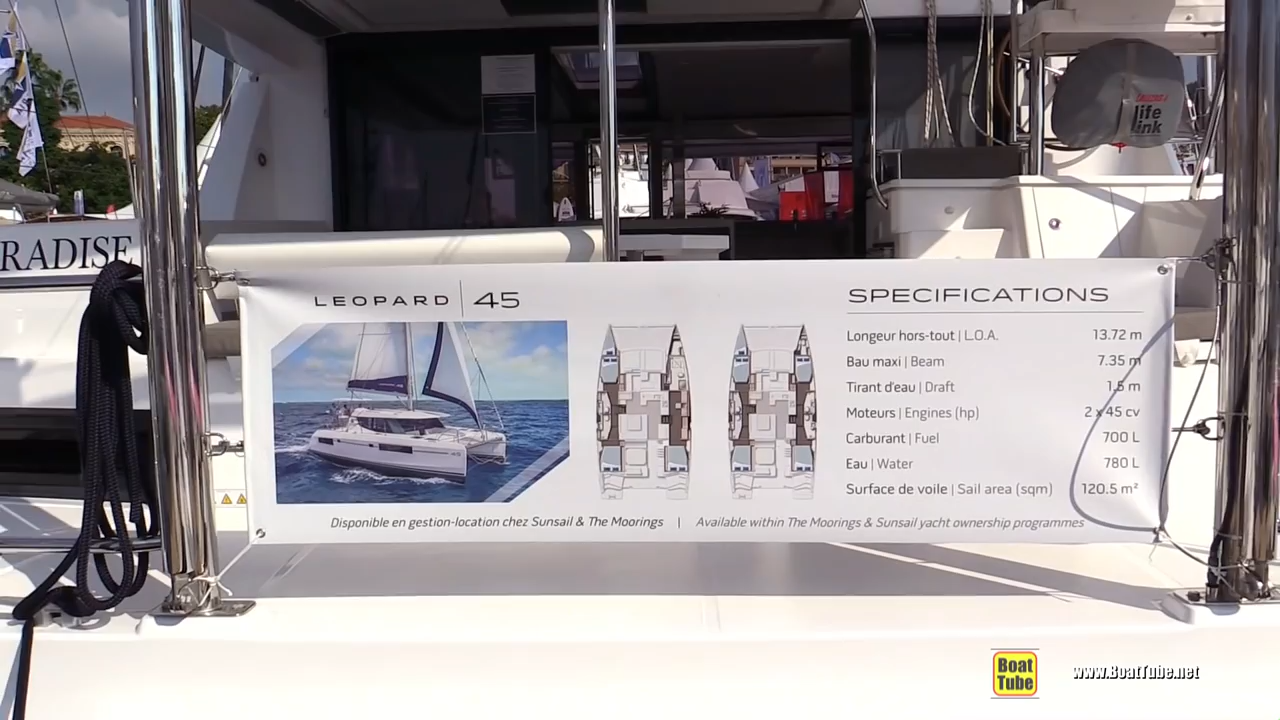 RADISE
life
link
LEOPARD | 45
SPECIFICATIONS
Longeur hors-tout | L.O.A. 13.72 m
Bau maxi | Beam 7.35 m
Tirant d'eau | Draft 1.5 m
Moteurs | Engines (hp) 2 x 45 cv
Carburant | Fuel 700 L
Eau | Water 780 L
Surface de voile | Sail area (sqm) 120.5 m²
Disponible en gestion-location chez Sunsail & The Moorings | Available within The Moorings & Sunsail yacht ownership programmes
Boat
Tube
www.BoatTube.net